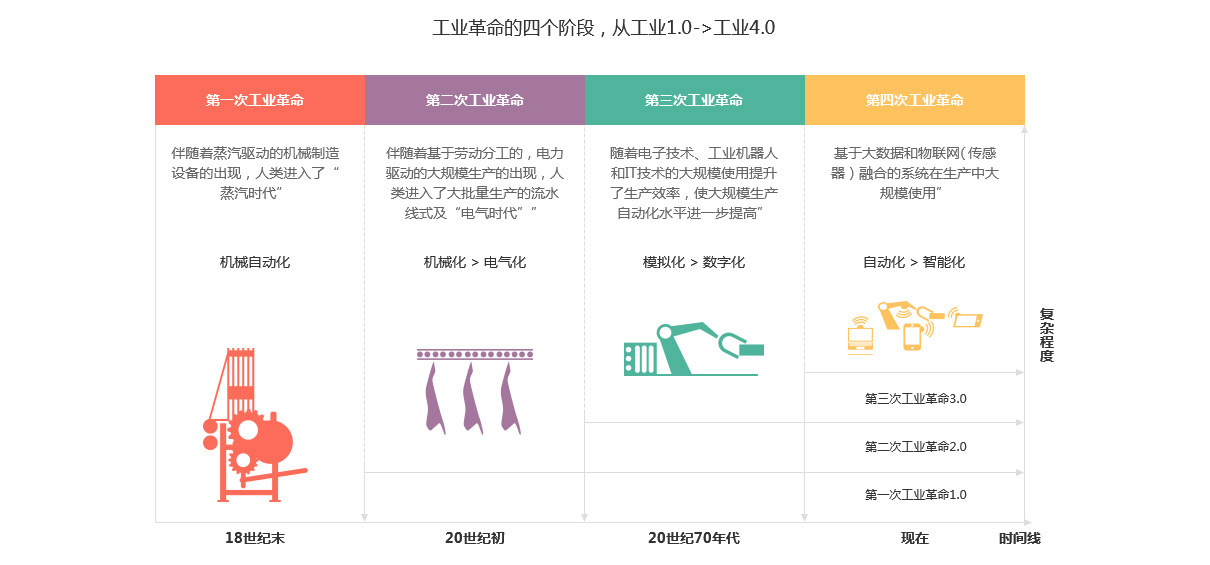 工业革命的四个阶段，从工业1.0->工业4.0
第一次工业革命
第二次工业革命
第三次工业革命
第四次工业革命
伴随着蒸汽驱动的机械制造
设备的出现，人类进入了“
蒸汽时代”
伴随着基于劳动分工的，电力
驱动的大规模生产的出现，人
类进入了大批量生产的流水
线式及“电气时代””
随着电子技术、工业机器人
和IT技术的大规模使用提升
了生产效率，使大规模生产
自动化水平进一步提高”
基于大数据和物联网(传感
器）融合的系统在生产中大
规模使用”
机械自动化
机械化 > 电气化
模拟化 > 数字化
自动化 > 智能化
复杂程度
第三次工业革命3.0
第二次工业革命2.0
第一次工业革命1.0
18世纪末
20世纪初
20世纪70年代
现在
时间线